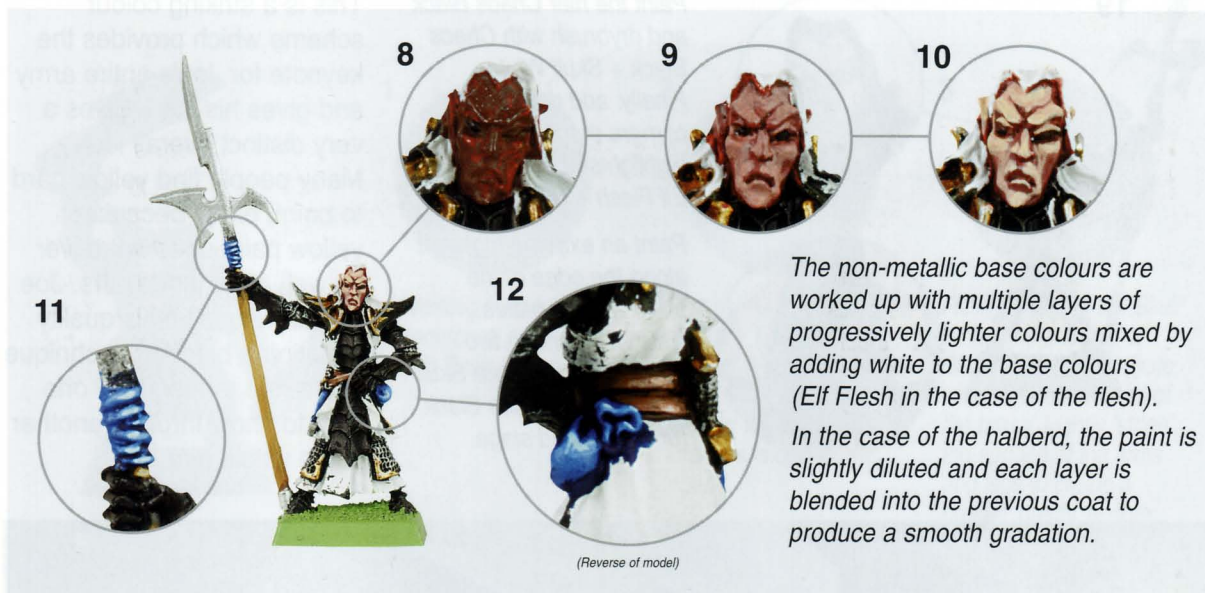 8
9
10
11
12
The non-metallic base colours are
worked up with multiple layers of
progressively lighter colours mixed by
adding white to the base colours
(Elf Flesh in the case of the flesh).
In the case of the halberd, the paint is
slightly diluted and each layer is
blended into the previous coat to
produce a smooth gradation.
(Reverse of model)